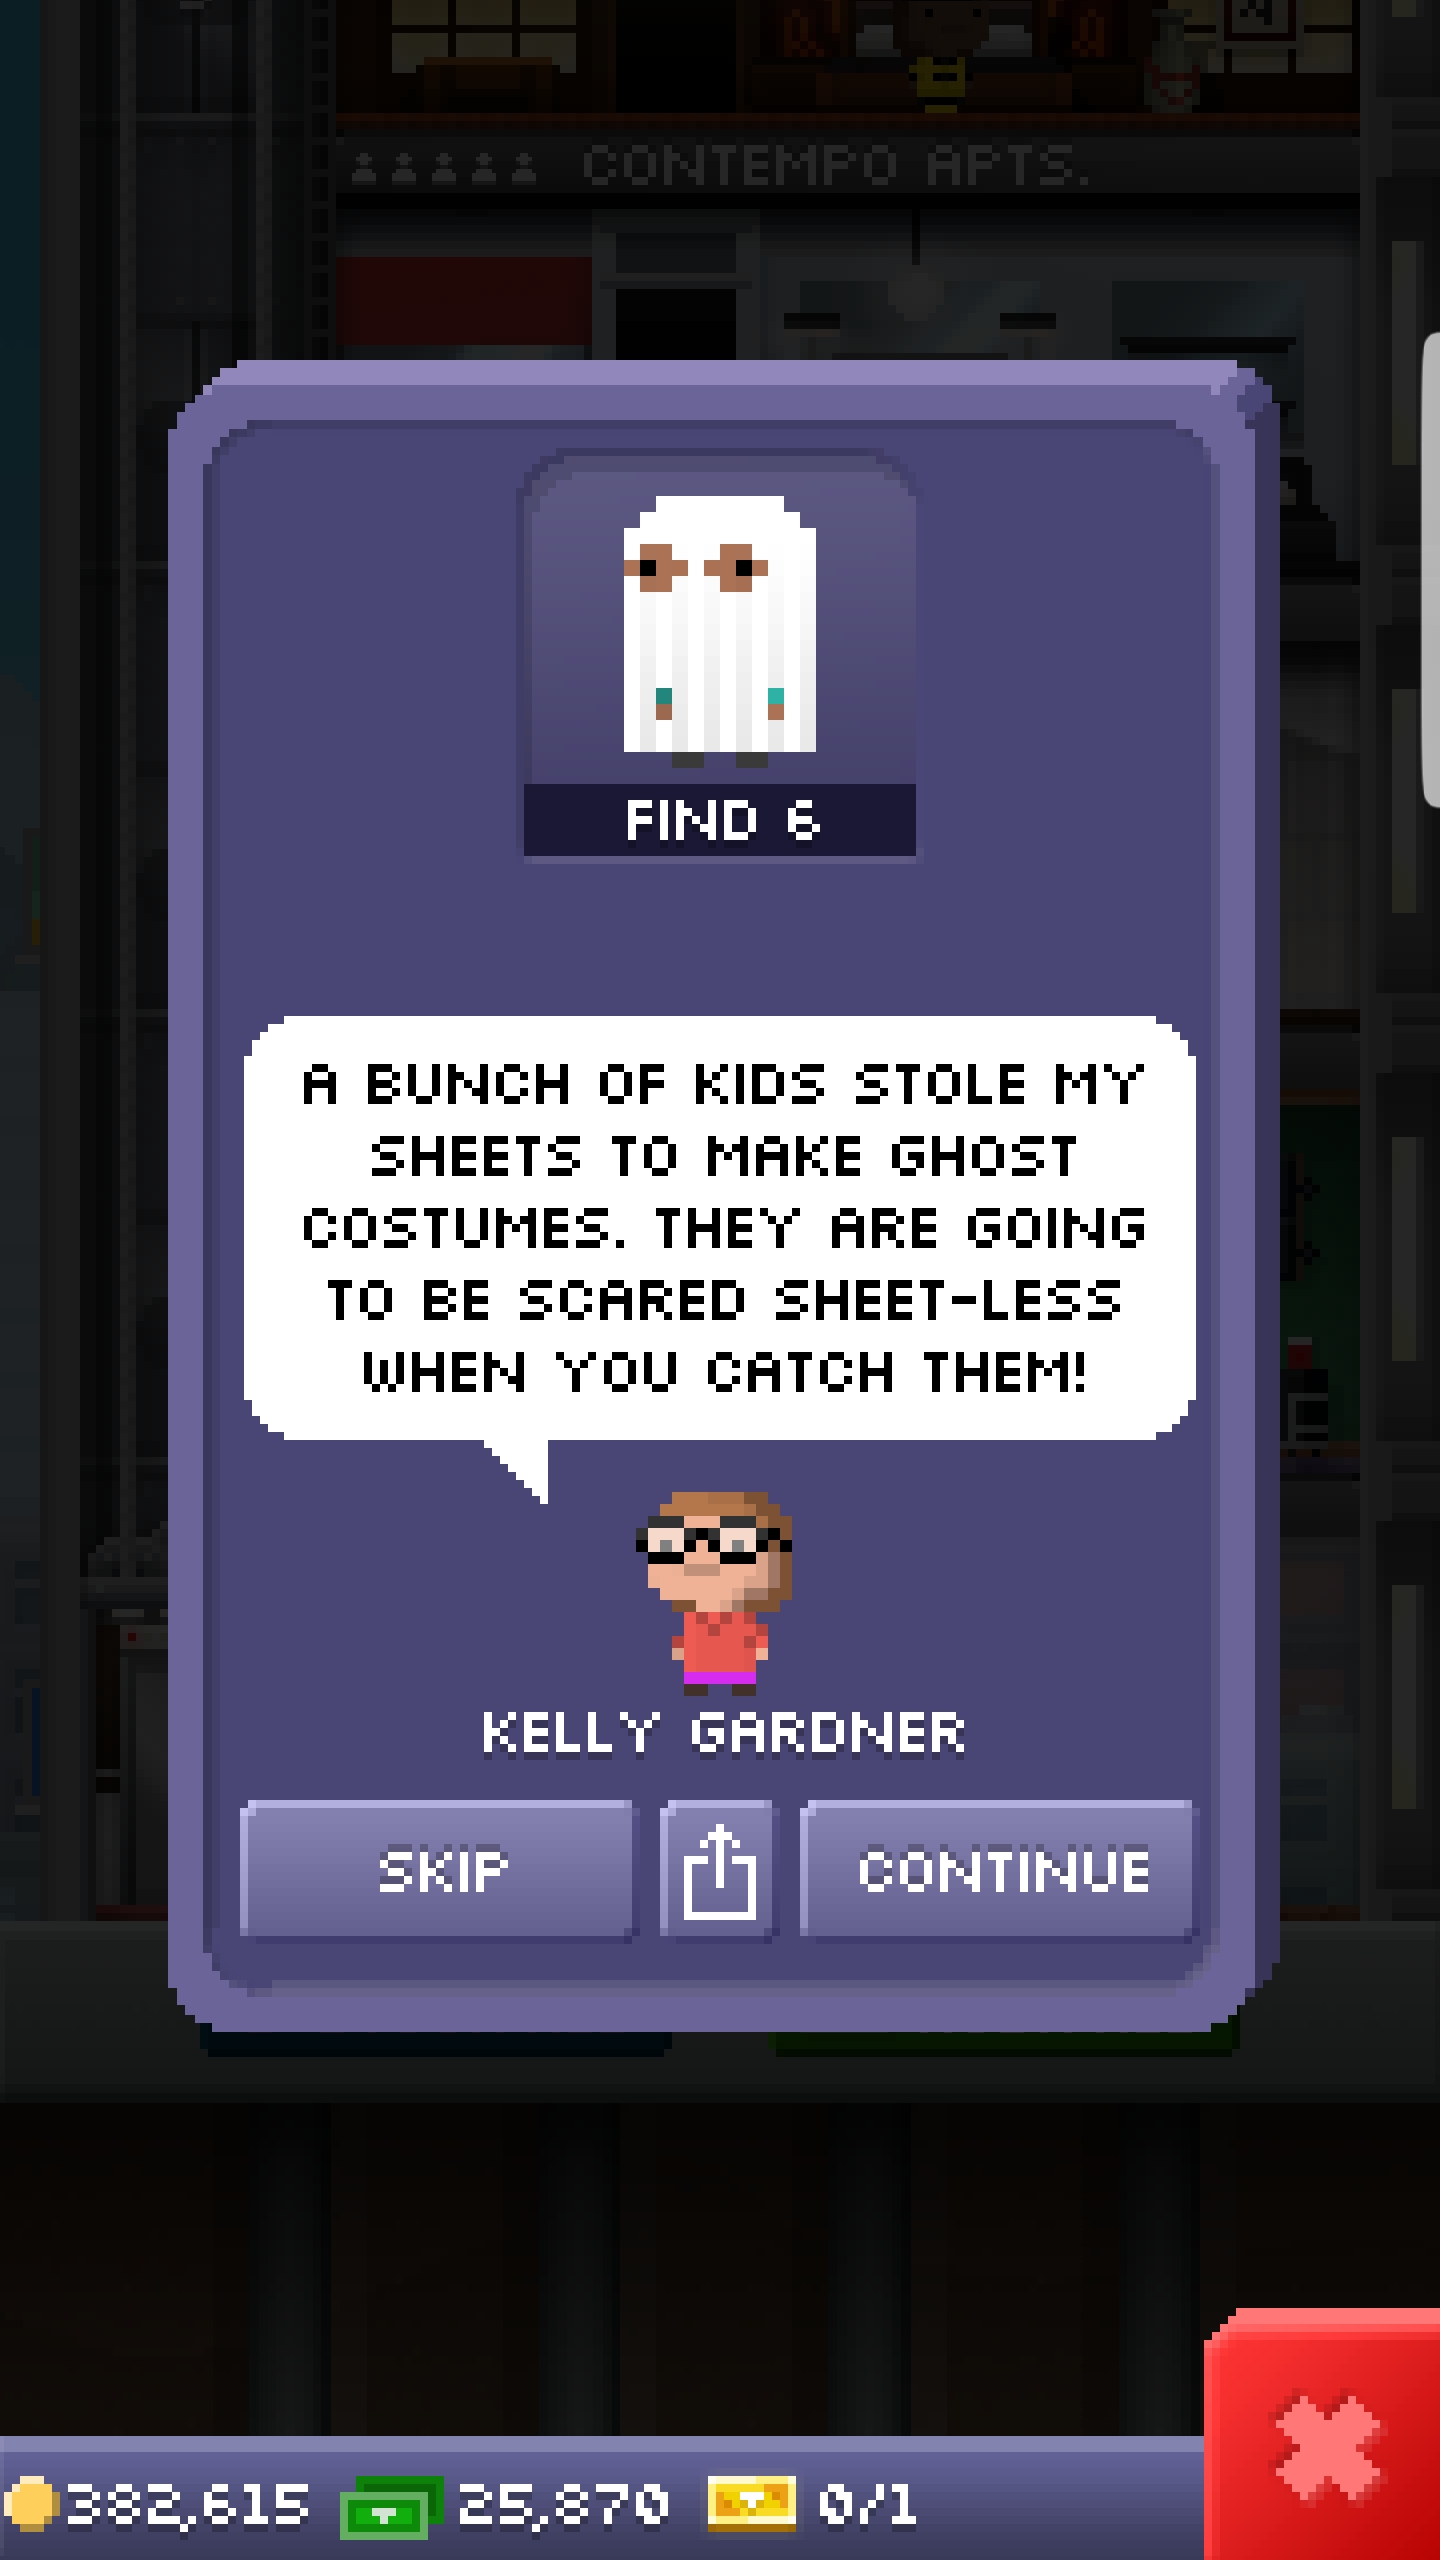 CONTEMPO APTS.
FIND 6
A BUNCH OF KIDS STOLE MY
SHEETS TO MAKE GHOST
COSTUMES. THEY ARE GOING
TO BE SCARED SHEET-LESS
WHEN YOU CATCH THEM!
KELLY GARDNER
SKIP
CONTINUE
382,615 25,870 0/1